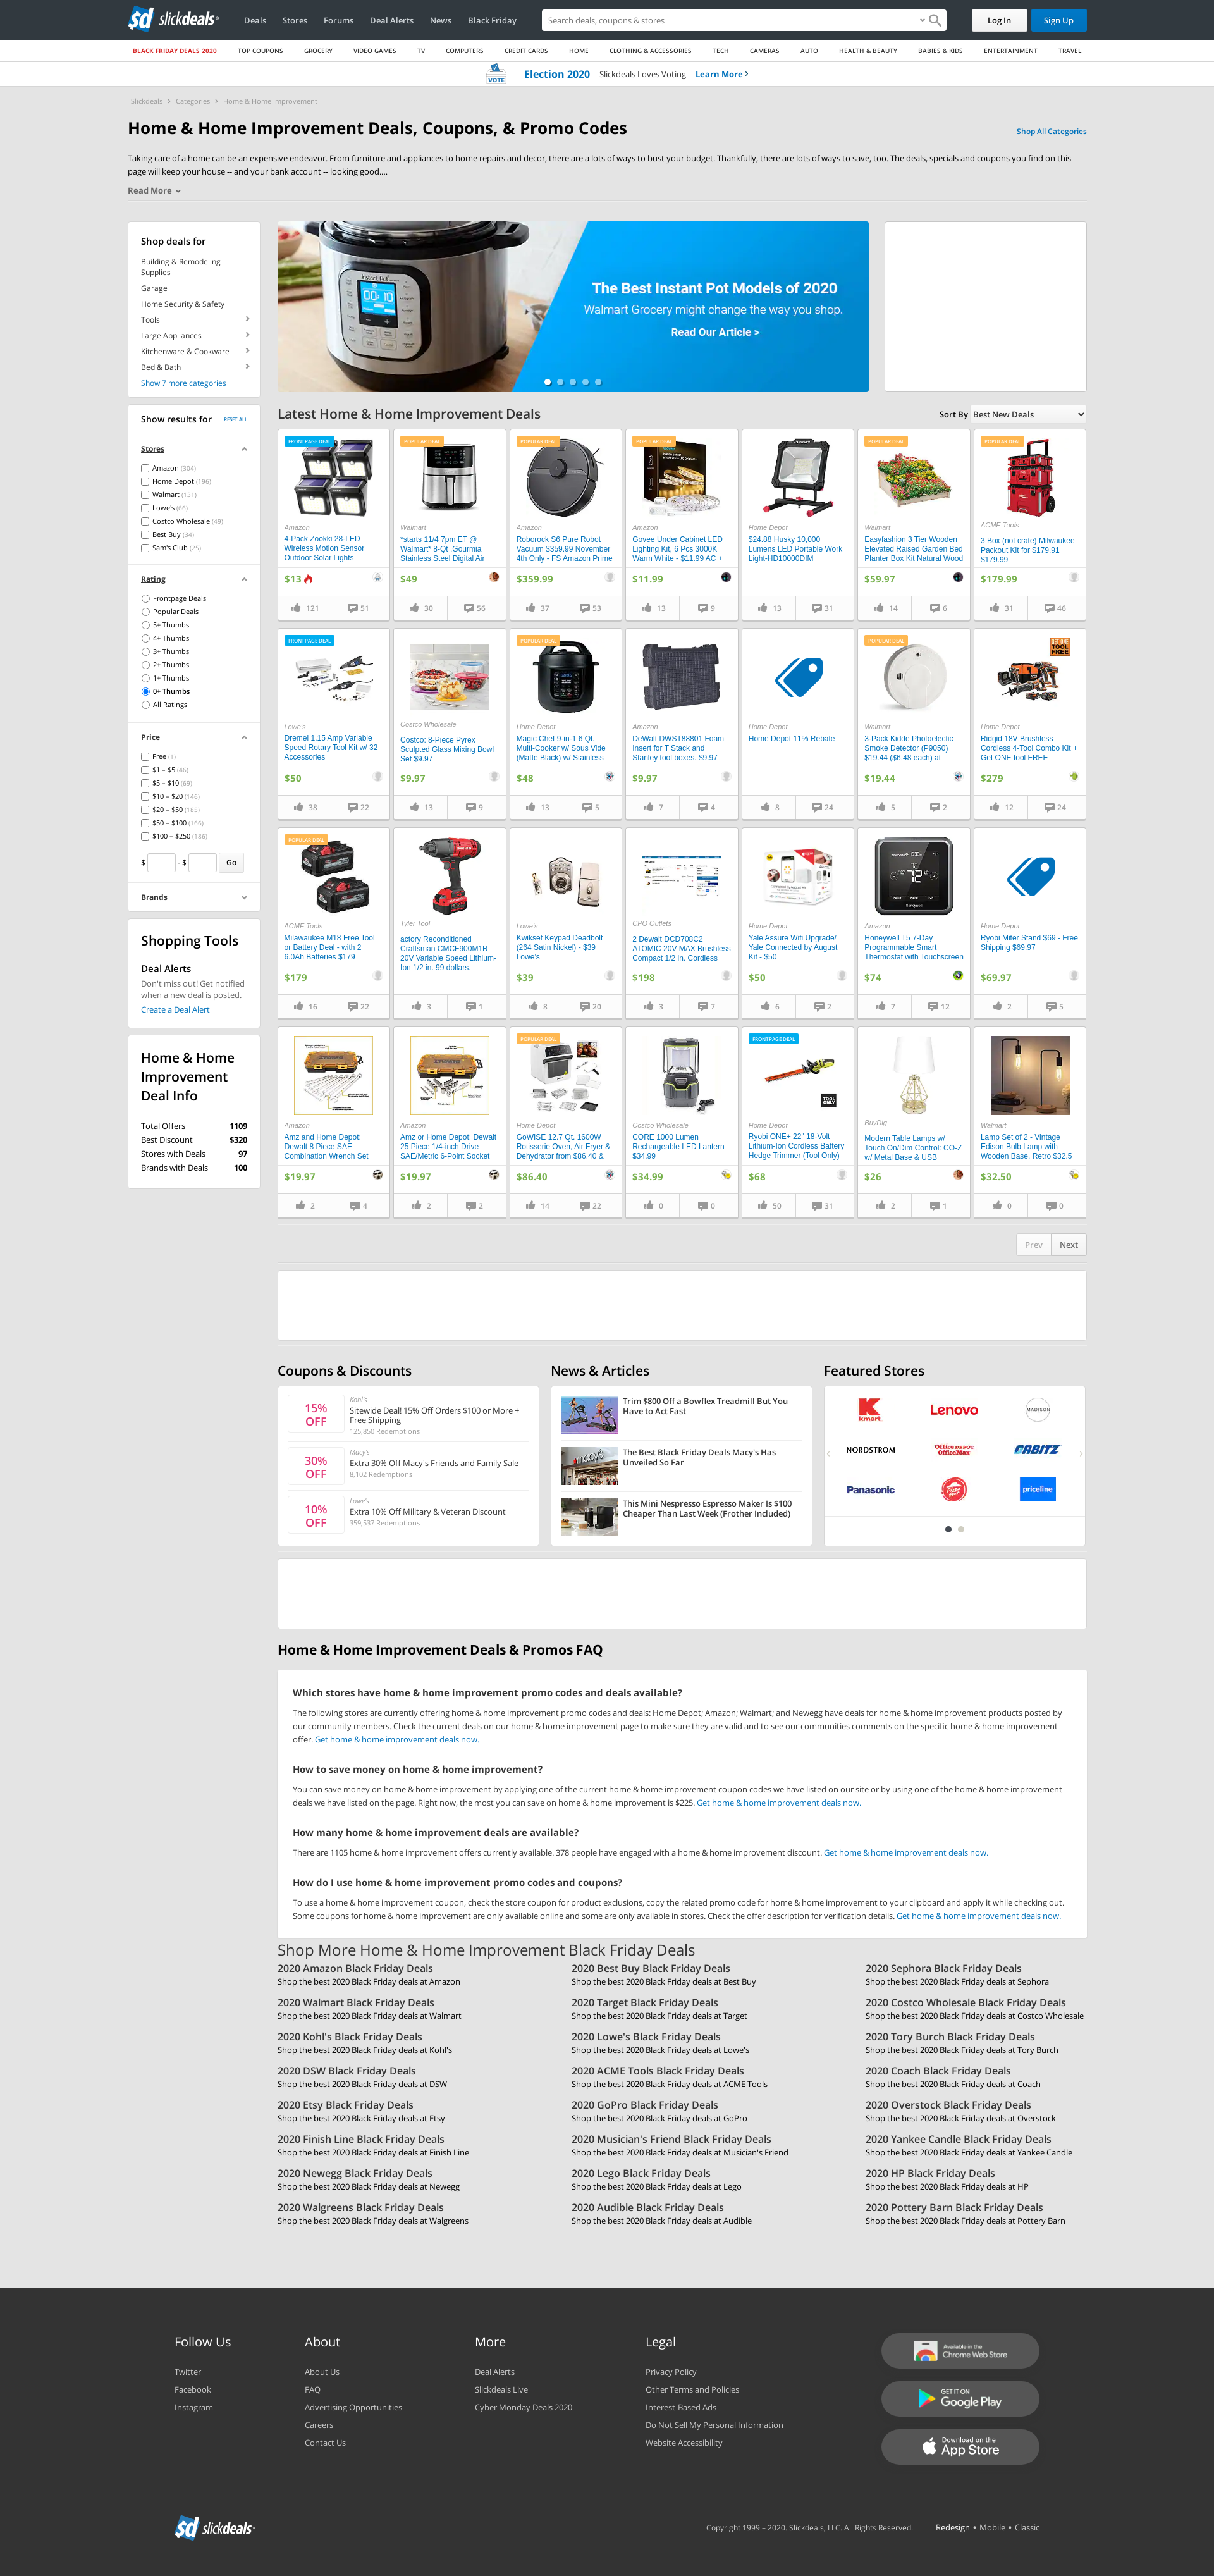 slickdeals
Deals Stores Forums Deal Alerts News Black Friday
Search deals, coupons & stores
Log In Sign Up
BLACK FRIDAY DEALS 2020 TOP COUPONS GROCERY VIDEO GAMES TV COMPUTERS CREDIT CARDS HOME CLOTHING & ACCESSORIES TECH CAMERAS AUTO HEALTH & BEAUTY BABIES & KIDS ENTERTAINMENT TRAVEL
VOTE Election 2020 Slickdeals Loves Voting Learn More
Slickdeals Categories Home & Home Improvement
Home & Home Improvement Deals, Coupons, & Promo Codes
Shop All Categories
Taking care of a home can be an expensive endeavor. From furniture and appliances to home repairs and decor, there are a lots of ways to bust your budget. Thankfully, there are lots of ways to save, too. The deals, specials and coupons you find on this
page will keep your house -- and your bank account -- looking good....
Read More
Shop deals for
Building & Remodeling
Supplies
Garage
Home Security & Safety
Tools
Large Appliances
Kitchenware & Cookware
Bed & Bath
Show 7 more categories
The Best Instant Pot Models of 2020
Walmart Grocery might change the way you shop.
Read Our Article >
Show results for RESET ALL
Stores
Amazon (304)
Home Depot (196)
Walmart (131)
Lowe's (66)
Costco Wholesale (49)
Best Buy (34)
Sam's Club (25)
Rating
Frontpage Deals
Popular Deals
5+ Thumbs
4+ Thumbs
3+ Thumbs
2+ Thumbs
1+ Thumbs
0+ Thumbs
All Ratings
Price
Free (1)
$1 – $5 (46)
$5 – $10 (69)
$10 – $20 (146)
$20 – $50 (185)
$50 – $100 (166)
$100 – $250 (186)
$ - $ Go
Brands
Shopping Tools
Deal Alerts
Don't miss out! Get notified
when a new deal is posted.
Create a Deal Alert
Home & Home
Improvement
Deal Info
Total Offers 1109
Best Discount $320
Stores with Deals 97
Brands with Deals 100
Latest Home & Home Improvement Deals
Sort By Best New Deals
FRONTPAGE DEAL
Amazon
4-Pack Zookki 28-LED
Wireless Motion Sensor
Outdoor Solar Lights
$13
121 51
POPULAR DEAL
Walmart
*starts 11/4 7pm ET @
Walmart* 8-Qt .Gourmia
Stainless Steel Digital Air
$49
30 56
POPULAR DEAL
Amazon
Roborock S6 Pure Robot
Vacuum $359.99 November
4th Only - FS Amazon Prime
$359.99
37 53
POPULAR DEAL
Amazon
Govee Under Cabinet LED
Lighting Kit, 6 Pcs 3000K
Warm White - $11.99 AC +
$11.99
13 9
Home Depot
$24.88 Husky 10,000
Lumens LED Portable Work
Light-HD10000DIM
13 31
POPULAR DEAL
Walmart
Easyfashion 3 Tier Wooden
Elevated Raised Garden Bed
Planter Box Kit Natural Wood
$59.97
14 6
POPULAR DEAL
ACME Tools
3 Box (not crate) Milwaukee
Packout Kit for $179.91
$179.99
$179.99
31 46
FRONTPAGE DEAL
Lowe's
Dremel 1.15 Amp Variable
Speed Rotary Tool Kit w/ 32
Accessories
$50
38 22
Costco Wholesale
Costco: 8-Piece Pyrex
Sculpted Glass Mixing Bowl
Set $9.97
$9.97
13 9
POPULAR DEAL
Home Depot
Magic Chef 9-in-1 6 Qt.
Multi-Cooker w/ Sous Vide
(Matte Black) w/ Stainless
$48
13 5
Amazon
DeWalt DWST88801 Foam
Insert for T Stack and
Stanley tool boxes. $9.97
$9.97
7 4
Home Depot
Home Depot 11% Rebate
8 24
POPULAR DEAL
Walmart
3-Pack Kidde Photoelectic
Smoke Detector (P9050)
$19.44 ($6.48 each) at
$19.44
5 2
GET ONE
TOOL
FREE
Home Depot
Ridgid 18V Brushless
Cordless 4-Tool Combo Kit +
Get ONE tool FREE
$279
12 24
POPULAR DEAL
ACME Tools
Milawaukee M18 Free Tool
or Battery Deal - with 2
6.0Ah Batteries $179
$179
16 22
Tyler Tool
actory Reconditioned
Craftsman CMCF900M1R
20V Variable Speed Lithium-
Ion 1/2 in. 99 dollars.
3 1
Lowe's
Kwikset Keypad Deadbolt
(264 Satin Nickel) - $39
Lowe's
$39
8 20
CPO Outlets
2 Dewalt DCD708C2
ATOMIC 20V MAX Brushless
Compact 1/2 in. Cordless
$198
3 7
Home Depot
Yale Assure Wifi Upgrade/
Yale Connected by August
Kit - $50
$50
6 2
Amazon
Honeywell T5 7-Day
Programmable Smart
Thermostat with Touchscreen
$74
7 12
Home Depot
Ryobi Miter Stand $69 - Free
Shipping $69.97
$69.97
2 5
Amazon
Amz and Home Depot:
Dewalt 8 Piece SAE
Combination Wrench Set
$19.97
2 4
Amazon
Amz or Home Depot: Dewalt
25 Piece 1/4-inch Drive
SAE/Metric 6-Point Socket
$19.97
2 2
POPULAR DEAL
Home Depot
GoWISE 12.7 Qt. 1600W
Rotisserie Oven, Air Fryer &
Dehydrator from $86.40 &
$86.40
14 22
Costco Wholesale
CORE 1000 Lumen
Rechargeable LED Lantern
$34.99
$34.99
0 0
FRONTPAGE DEAL
TOOL
ONLY
Home Depot
Ryobi ONE+ 22" 18-Volt
Lithium-Ion Cordless Battery
Hedge Trimmer (Tool Only)
$68
50 31
BuyDig
Modern Table Lamps w/
Touch On/Dim Control: CO-Z
w/ Metal Base & USB
$26
2 1
Walmart
Lamp Set of 2 - Vintage
Edison Bulb Lamp with
Wooden Base, Retro $32.5
$32.50
0 0
Prev Next
Coupons & Discounts
15%
OFF
Kohl's
Sitewide Deal! 15% Off Orders $100 or More +
Free Shipping
125,850 Redemptions
30%
OFF
Macy's
Extra 30% Off Macy's Friends and Family Sale
8,102 Redemptions
10%
OFF
Lowe's
Extra 10% Off Military & Veteran Discount
359,537 Redemptions
News & Articles
Trim $800 Off a Bowflex Treadmill But You
Have to Act Fast
The Best Black Friday Deals Macy's Has
Unveiled So Far
This Mini Nespresso Espresso Maker Is $100
Cheaper Than Last Week (Frother Included)
Featured Stores
kmart Lenovo MADISON
NORDSTROM Office DEPOT OfficeMax ORBITZ
Panasonic Pizza Hut priceline
Home & Home Improvement Deals & Promos FAQ
Which stores have home & home improvement promo codes and deals available?
The following stores are currently offering home & home improvement promo codes and deals: Home Depot; Amazon; Walmart; and Newegg have deals for home & home improvement products posted by
our community members. Check the current deals on our home & home improvement page to make sure they are valid and to see our communities comments on the specific home & home improvement
offer. Get home & home improvement deals now.
How to save money on home & home improvement?
You can save money on home & home improvement by applying one of the current home & home improvement coupon codes we have listed on our site or by using one of the home & home improvement
deals we have listed on the page. Right now, the most you can save on home & home improvement is $225. Get home & home improvement deals now.
How many home & home improvement deals are available?
There are 1105 home & home improvement offers currently available. 378 people have engaged with a home & home improvement discount. Get home & home improvement deals now.
How do I use home & home improvement promo codes and coupons?
To use a home & home improvement coupon, check the store coupon for product exclusions, copy the related promo code for home & home improvement to your clipboard and apply it while checking out.
Some coupons for home & home improvement are only available online and some are only available in stores. Check the offer description for verification details. Get home & home improvement deals now.
Shop More Home & Home Improvement Black Friday Deals
2020 Amazon Black Friday Deals
Shop the best 2020 Black Friday deals at Amazon
2020 Best Buy Black Friday Deals
Shop the best 2020 Black Friday deals at Best Buy
2020 Sephora Black Friday Deals
Shop the best 2020 Black Friday deals at Sephora
2020 Walmart Black Friday Deals
Shop the best 2020 Black Friday deals at Walmart
2020 Target Black Friday Deals
Shop the best 2020 Black Friday deals at Target
2020 Costco Wholesale Black Friday Deals
Shop the best 2020 Black Friday deals at Costco Wholesale
2020 Kohl's Black Friday Deals
Shop the best 2020 Black Friday deals at Kohl's
2020 Lowe's Black Friday Deals
Shop the best 2020 Black Friday deals at Lowe's
2020 Tory Burch Black Friday Deals
Shop the best 2020 Black Friday deals at Tory Burch
2020 DSW Black Friday Deals
Shop the best 2020 Black Friday deals at DSW
2020 ACME Tools Black Friday Deals
Shop the best 2020 Black Friday deals at ACME Tools
2020 Coach Black Friday Deals
Shop the best 2020 Black Friday deals at Coach
2020 Etsy Black Friday Deals
Shop the best 2020 Black Friday deals at Etsy
2020 GoPro Black Friday Deals
Shop the best 2020 Black Friday deals at GoPro
2020 Overstock Black Friday Deals
Shop the best 2020 Black Friday deals at Overstock
2020 Finish Line Black Friday Deals
Shop the best 2020 Black Friday deals at Finish Line
2020 Musician's Friend Black Friday Deals
Shop the best 2020 Black Friday deals at Musician's Friend
2020 Yankee Candle Black Friday Deals
Shop the best 2020 Black Friday deals at Yankee Candle
2020 Newegg Black Friday Deals
Shop the best 2020 Black Friday deals at Newegg
2020 Lego Black Friday Deals
Shop the best 2020 Black Friday deals at Lego
2020 HP Black Friday Deals
Shop the best 2020 Black Friday deals at HP
2020 Walgreens Black Friday Deals
Shop the best 2020 Black Friday deals at Walgreens
2020 Audible Black Friday Deals
Shop the best 2020 Black Friday deals at Audible
2020 Pottery Barn Black Friday Deals
Shop the best 2020 Black Friday deals at Pottery Barn
Follow Us
Twitter
Facebook
Instagram
About
About Us
FAQ
Advertising Opportunities
Careers
Contact Us
More
Deal Alerts
Slickdeals Live
Cyber Monday Deals 2020
Legal
Privacy Policy
Other Terms and Policies
Interest-Based Ads
Do Not Sell My Personal Information
Website Accessibility
Available in the
Chrome Web Store
GET IT ON
Google Play
Download on the
App Store
slickdeals
Copyright 1999 – 2020. Slickdeals, LLC. All Rights Reserved. Redesign • Mobile • Classic